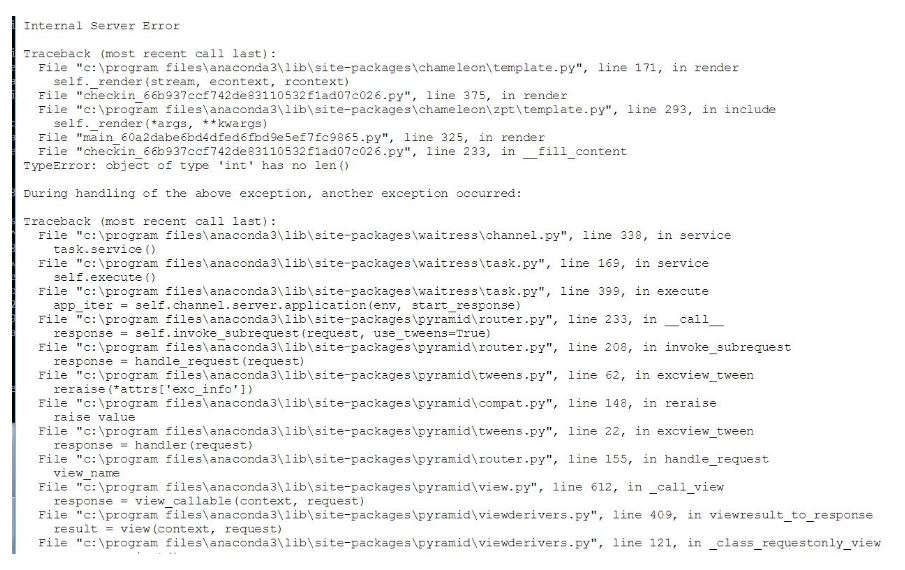 Internal Server Error
Traceback (most recent call last):
File "c:\program files\anaconda3\lib\site-packages\chameleon\template.py", line 171, in render
self._render(stream, econtext, rcontext)
File "checkin_66b937ccf742de83110532f1ad07c026.py", line 375, in render
File "c:\program files\anaconda3\lib\site-packages\chameleon\zpt\template.py", line 293, in include
self._render(*args, **kwargs)
File "main_60a2dabe6bd4dfed6fbd9e5ef7fc9865.py", line 325, in render
File "checkin_66b937ccf742de83110532f1ad07c026.py", line 233, in __fill_content
TypeError: object of type 'int' has no len()
During handling of the above exception, another exception occurred:
Traceback (most recent call last):
File "c:\program files\anaconda3\lib\site-packages\waitress\channel.py", line 338, in service
task.service()
File "c:\program files\anaconda3\lib\site-packages\waitress\task.py", line 169, in service
self.execute()
File "c:\program files\anaconda3\lib\site-packages\waitress\task.py", line 399, in execute
app_iter = self.channel.server.application(env, start_response)
File "c:\program files\anaconda3\lib\site-packages\pyramid\router.py", line 233, in __call__
response = self.invoke_subrequest(request, use_tweens=True)
File "c:\program files\anaconda3\lib\site-packages\pyramid\router.py", line 208, in invoke_subrequest
response = handle_request(request)
File "c:\program files\anaconda3\lib\site-packages\pyramid\tweens.py", line 62, in excview_tween
reraise(*attrs['exc_info'])
File "c:\program files\anaconda3\lib\site-packages\pyramid\compat.py", line 148, in reraise
raise value
File "c:\program files\anaconda3\lib\site-packages\pyramid\tweens.py", line 22, in excview_tween
response = handler(request)
File "c:\program files\anaconda3\lib\site-packages\pyramid\router.py", line 155, in handle_request
view_name
File "c:\program files\anaconda3\lib\site-packages\pyramid\view.py", line 612, in _call_view
response = view_callable(context, request)
File "c:\program files\anaconda3\lib\site-packages\pyramid\viewderivers.py", line 409, in viewresult_to_response
result = view(context, request)
File "c:\program files\anaconda3\lib\site-packages\pyramid\viewderivers.py", line 121, in _class_requestonly_view